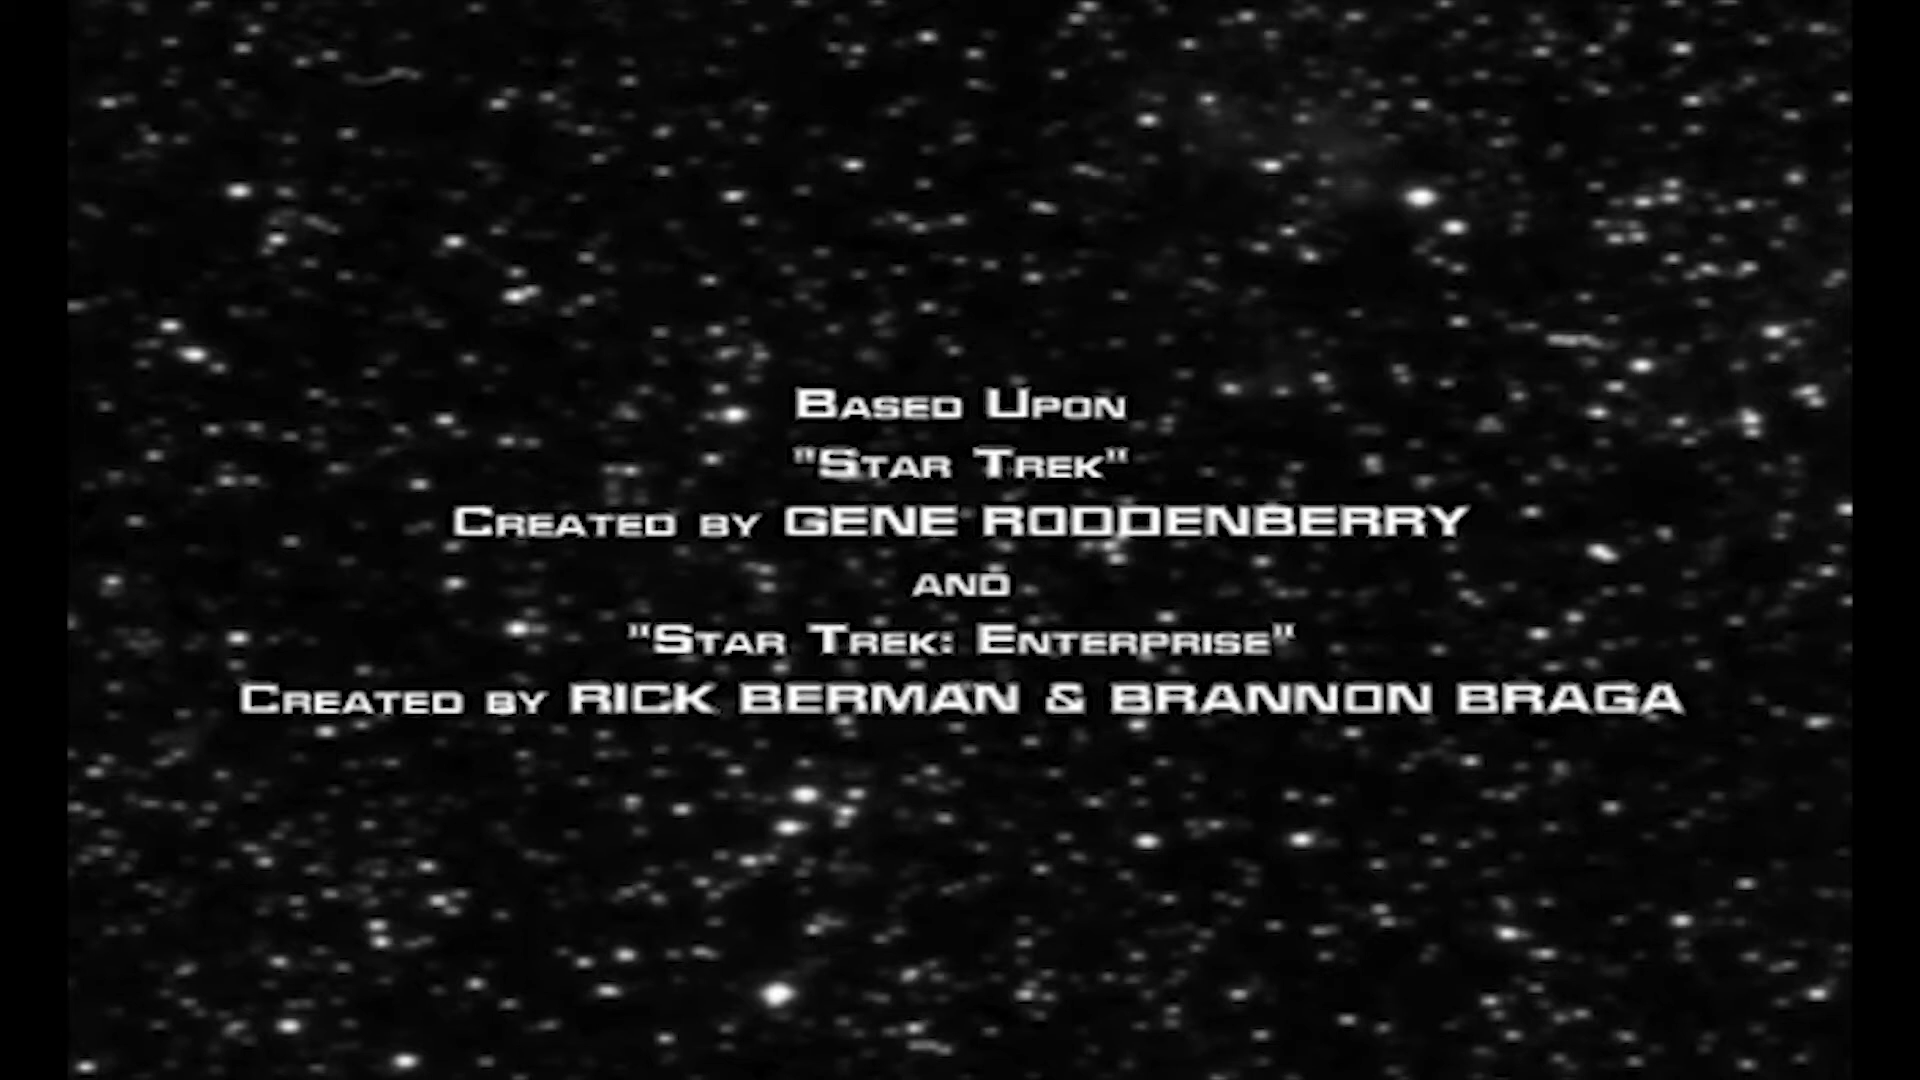 Based Upon
"Star Trek"
Created by GENE RODDENBERRY
and
"Star Trek: Enterprise"
Created by RICK BERMAN & BRANNON BRAGA